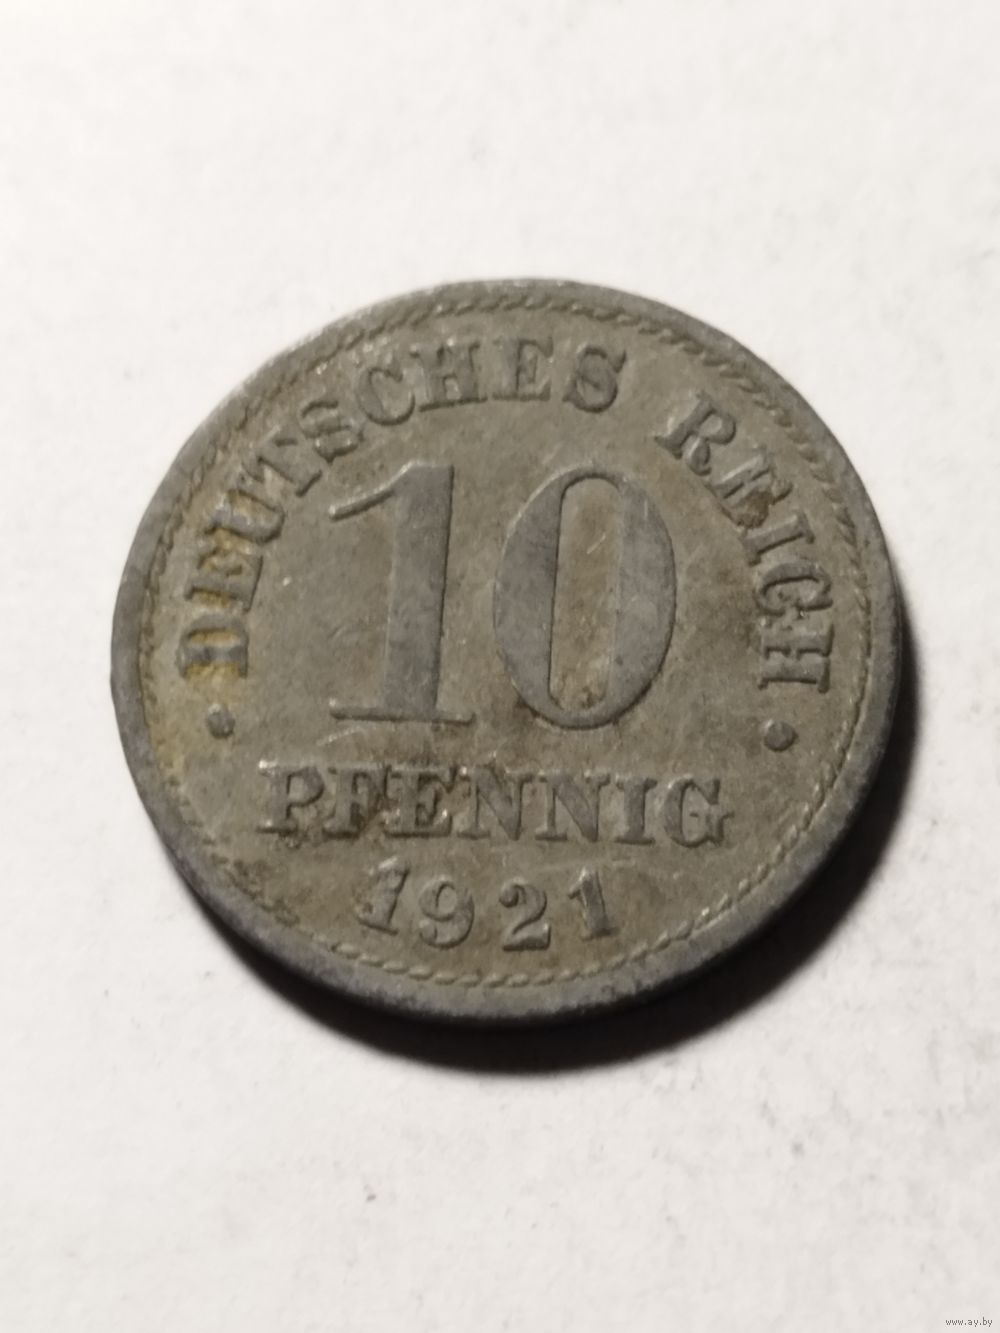 DEUTSCHES REICH
10
PFENNIG
1921
www.ay.by